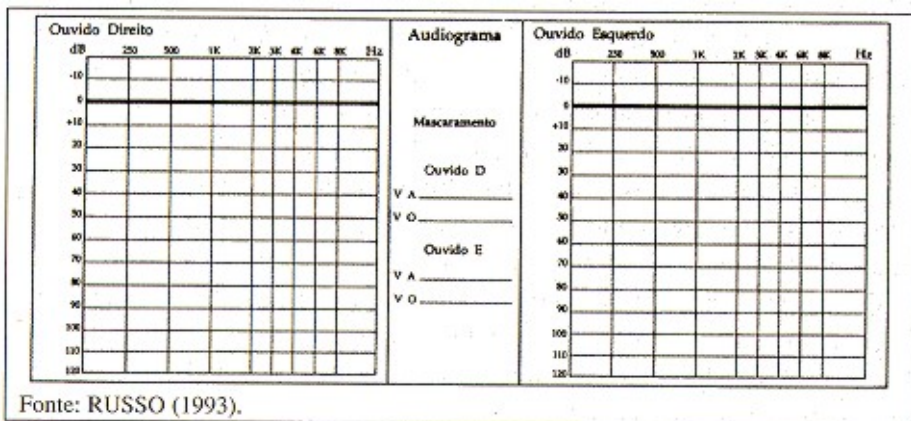 Ouvido Direito
dB 250 500 1K 2K 3K 4K 6K 8K Hz
-10
0
+10
20
30
40
50
60
70
80
90
100
110
120
Audiograma
Mascaramento
Ouvido D
V A
V O
Ouvido E
V A
V O
Ouvido Esquerdo
dB 250 500 1K 2K 3K 4K 6K 8K Hz
-10
0
+10
20
30
40
50
60
70
80
90
100
110
120
Fonte: RUSSO (1993).